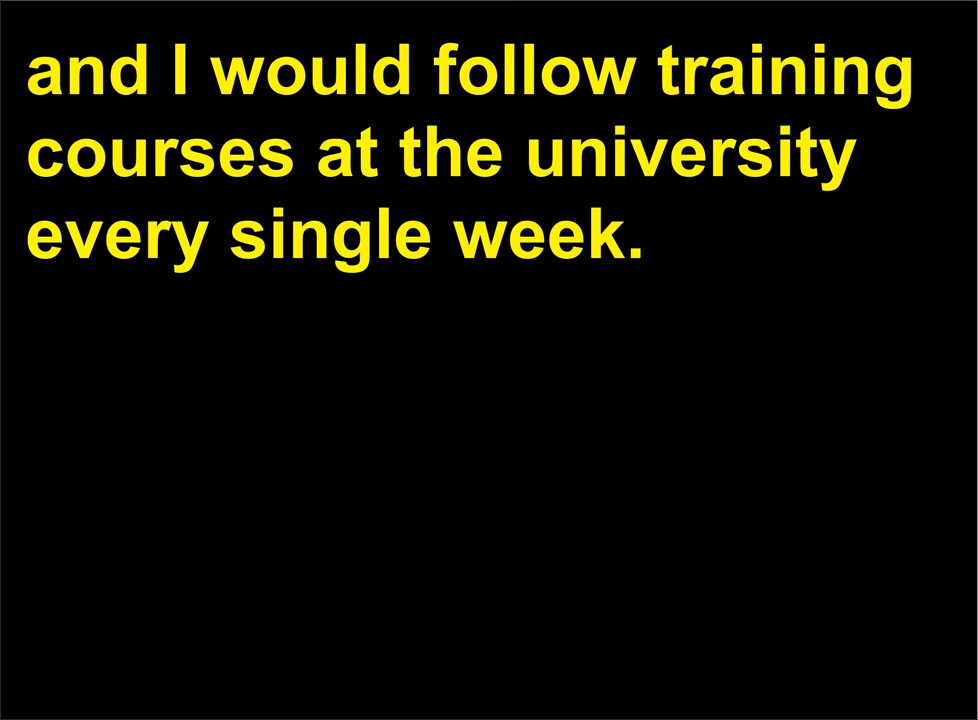 and I would follow training
courses at the university
every single week.